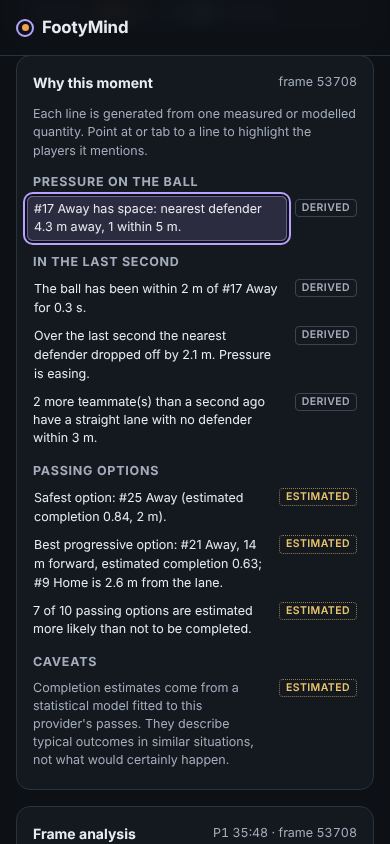 FootyMind
Why this moment
frame 53708
Each line is generated from one measured or modelled
quantity. Point at or tab to a line to highlight the
players it mentions.
PRESSURE ON THE BALL
#17 Away has space: nearest defender
4.3 m away, 1 within 5 m.
DERIVED
IN THE LAST SECOND
The ball has been within 2 m of #17 Away
for 0.3 s.
DERIVED
Over the last second the nearest
defender dropped off by 2.1 m. Pressure
is easing.
DERIVED
2 more teammate(s) than a second ago
have a straight lane with no defender
within 3 m.
DERIVED
PASSING OPTIONS
Safest option: #25 Away (estimated
completion 0.84, 2 m).
ESTIMATED
Best progressive option: #21 Away, 14
m forward, estimated completion 0.63;
#9 Home is 2.6 m from the lane.
ESTIMATED
7 of 10 passing options are estimated
more likely than not to be completed.
ESTIMATED
CAVEATS
Completion estimates come from a
statistical model fitted to this
provider's passes. They describe
typical outcomes in similar situations,
not what would certainly happen.
ESTIMATED
Frame analysis
P1 35:48 · frame 53708